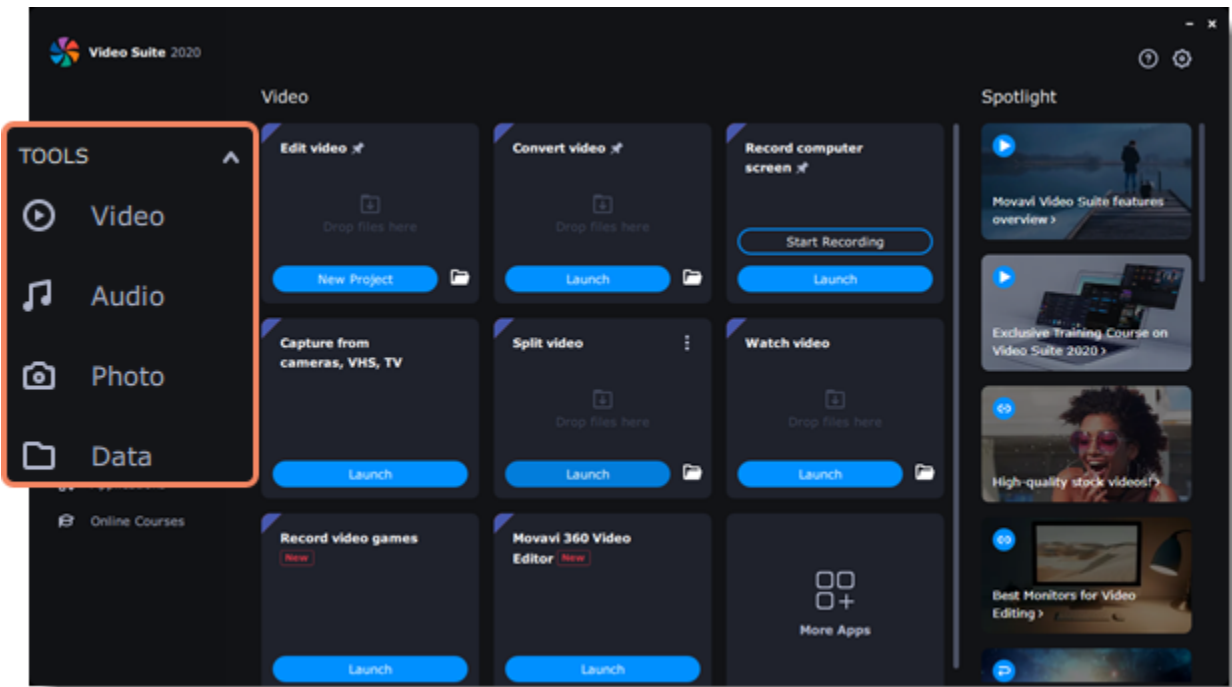 Video Suite 2020
TOOLS
Video
Audio
Photo
Data
Online Courses
Video
Edit video
Drop files here
New Project
Convert video
Drop files here
Launch
Record computer
screen
Start Recording
Launch
Capture from
cameras, VHS, TV
Launch
Split video
Drop files here
Launch
Watch video
Drop files here
Launch
Record video games
New
Launch
Movavi 360 Video
Editor New
Launch
More Apps
Spotlight
Movavi Video Suite features
overview >
Exclusive Training Course on
Video Suite 2020 >
High-quality stock videos! >
Best Monitors for Video
Editing >